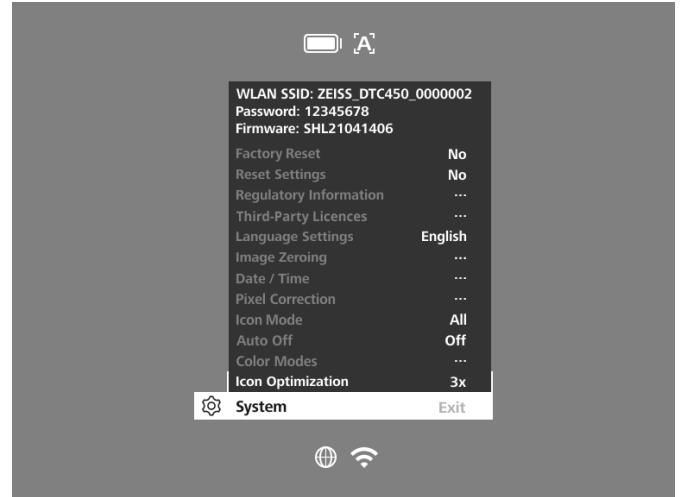 [A]
WLAN SSID: ZEISS_DTC450_0000002
Password: 12345678
Firmware: SHL21041406
Factory Reset No
Reset Settings No
Regulatory Information ...
Third-Party Licences ...
Language Settings English
Image Zeroing ...
Date / Time ...
Pixel Correction ...
Icon Mode All
Auto Off Off
Color Modes ...
Icon Optimization 3x
System Exit